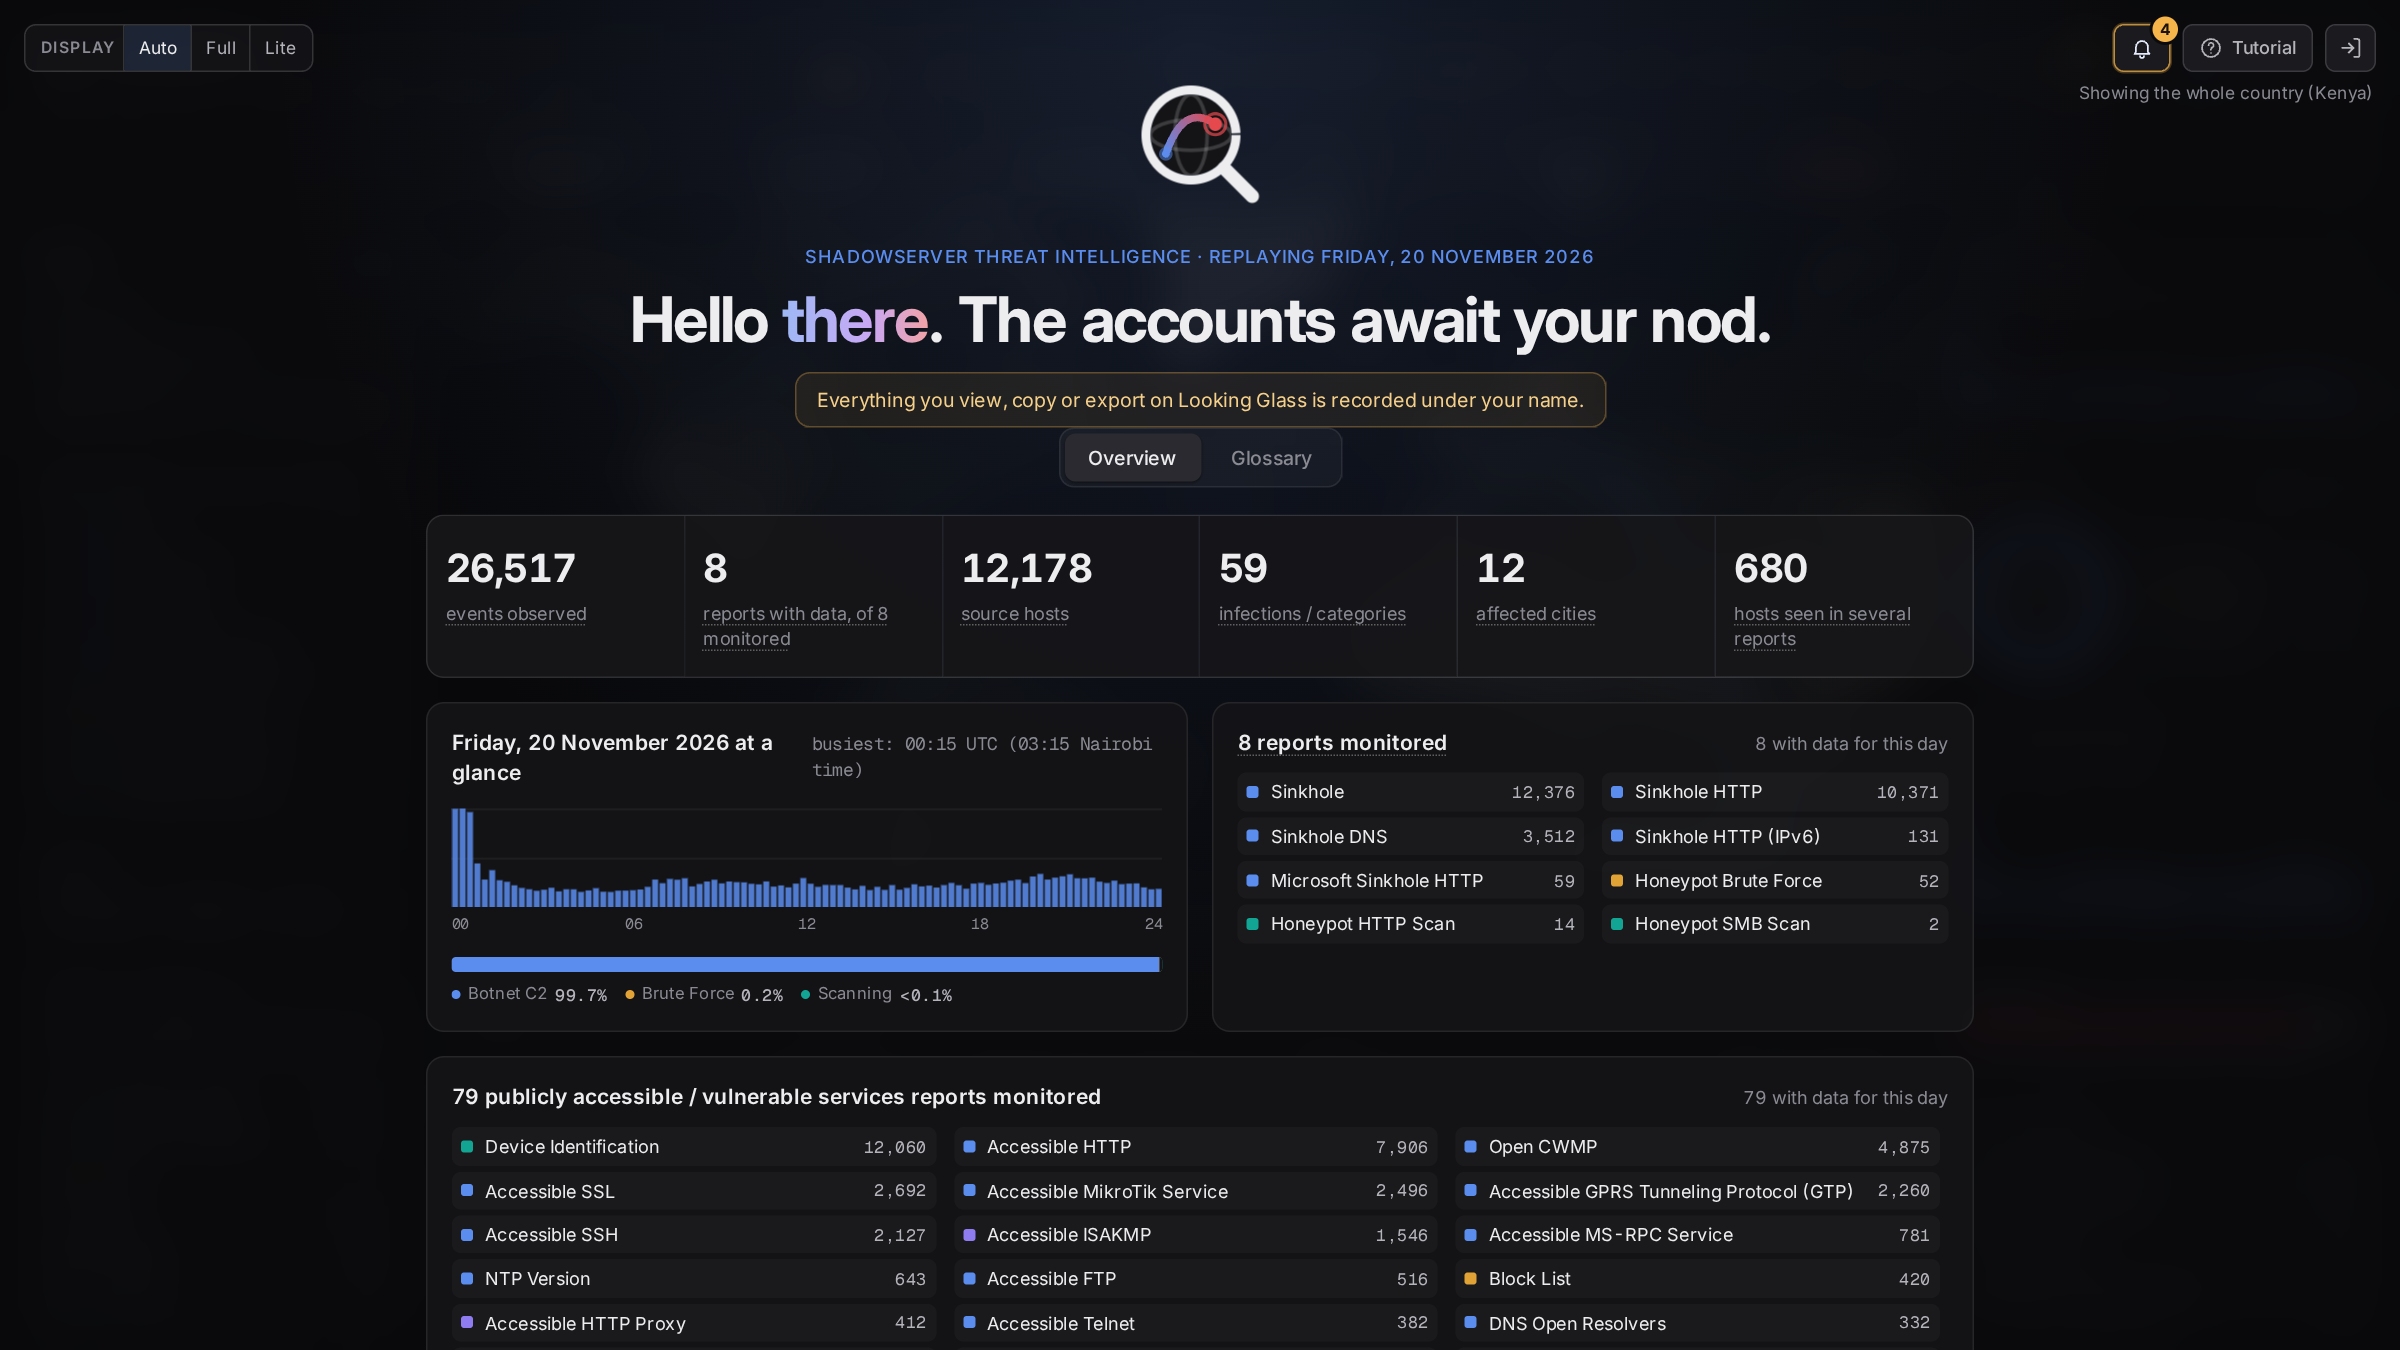 DISPLAY Auto Full Lite
4
Tutorial
Showing the whole country (Kenya)
SHADOWSERVER THREAT INTELLIGENCE · REPLAYING FRIDAY, 20 NOVEMBER 2026
Hello there. The accounts await your nod.
Everything you view, copy or export on Looking Glass is recorded under your name.
Overview Glossary
26,517
events observed
8
reports with data, of 8
monitored
12,178
source hosts
59
infections / categories
12
affected cities
680
hosts seen in several
reports
Friday, 20 November 2026 at a
glance
busiest: 00:15 UTC (03:15 Nairobi
time)
00 06 12 18 24
Botnet C2 99.7% Brute Force 0.2% Scanning <0.1%
8 reports monitored
8 with data for this day
Sinkhole 12,376
Sinkhole HTTP 10,371
Sinkhole DNS 3,512
Sinkhole HTTP (IPv6) 131
Microsoft Sinkhole HTTP 59
Honeypot Brute Force 52
Honeypot HTTP Scan 14
Honeypot SMB Scan 2
79 publicly accessible / vulnerable services reports monitored
79 with data for this day
Device Identification 12,060
Accessible HTTP 7,906
Open CWMP 4,875
Accessible SSL 2,692
Accessible MikroTik Service 2,496
Accessible GPRS Tunneling Protocol (GTP) 2,260
Accessible SSH 2,127
Accessible ISAKMP 1,546
Accessible MS-RPC Service 781
NTP Version 643
Accessible FTP 516
Block List 420
Accessible HTTP Proxy 412
Accessible Telnet 382
DNS Open Resolvers 332